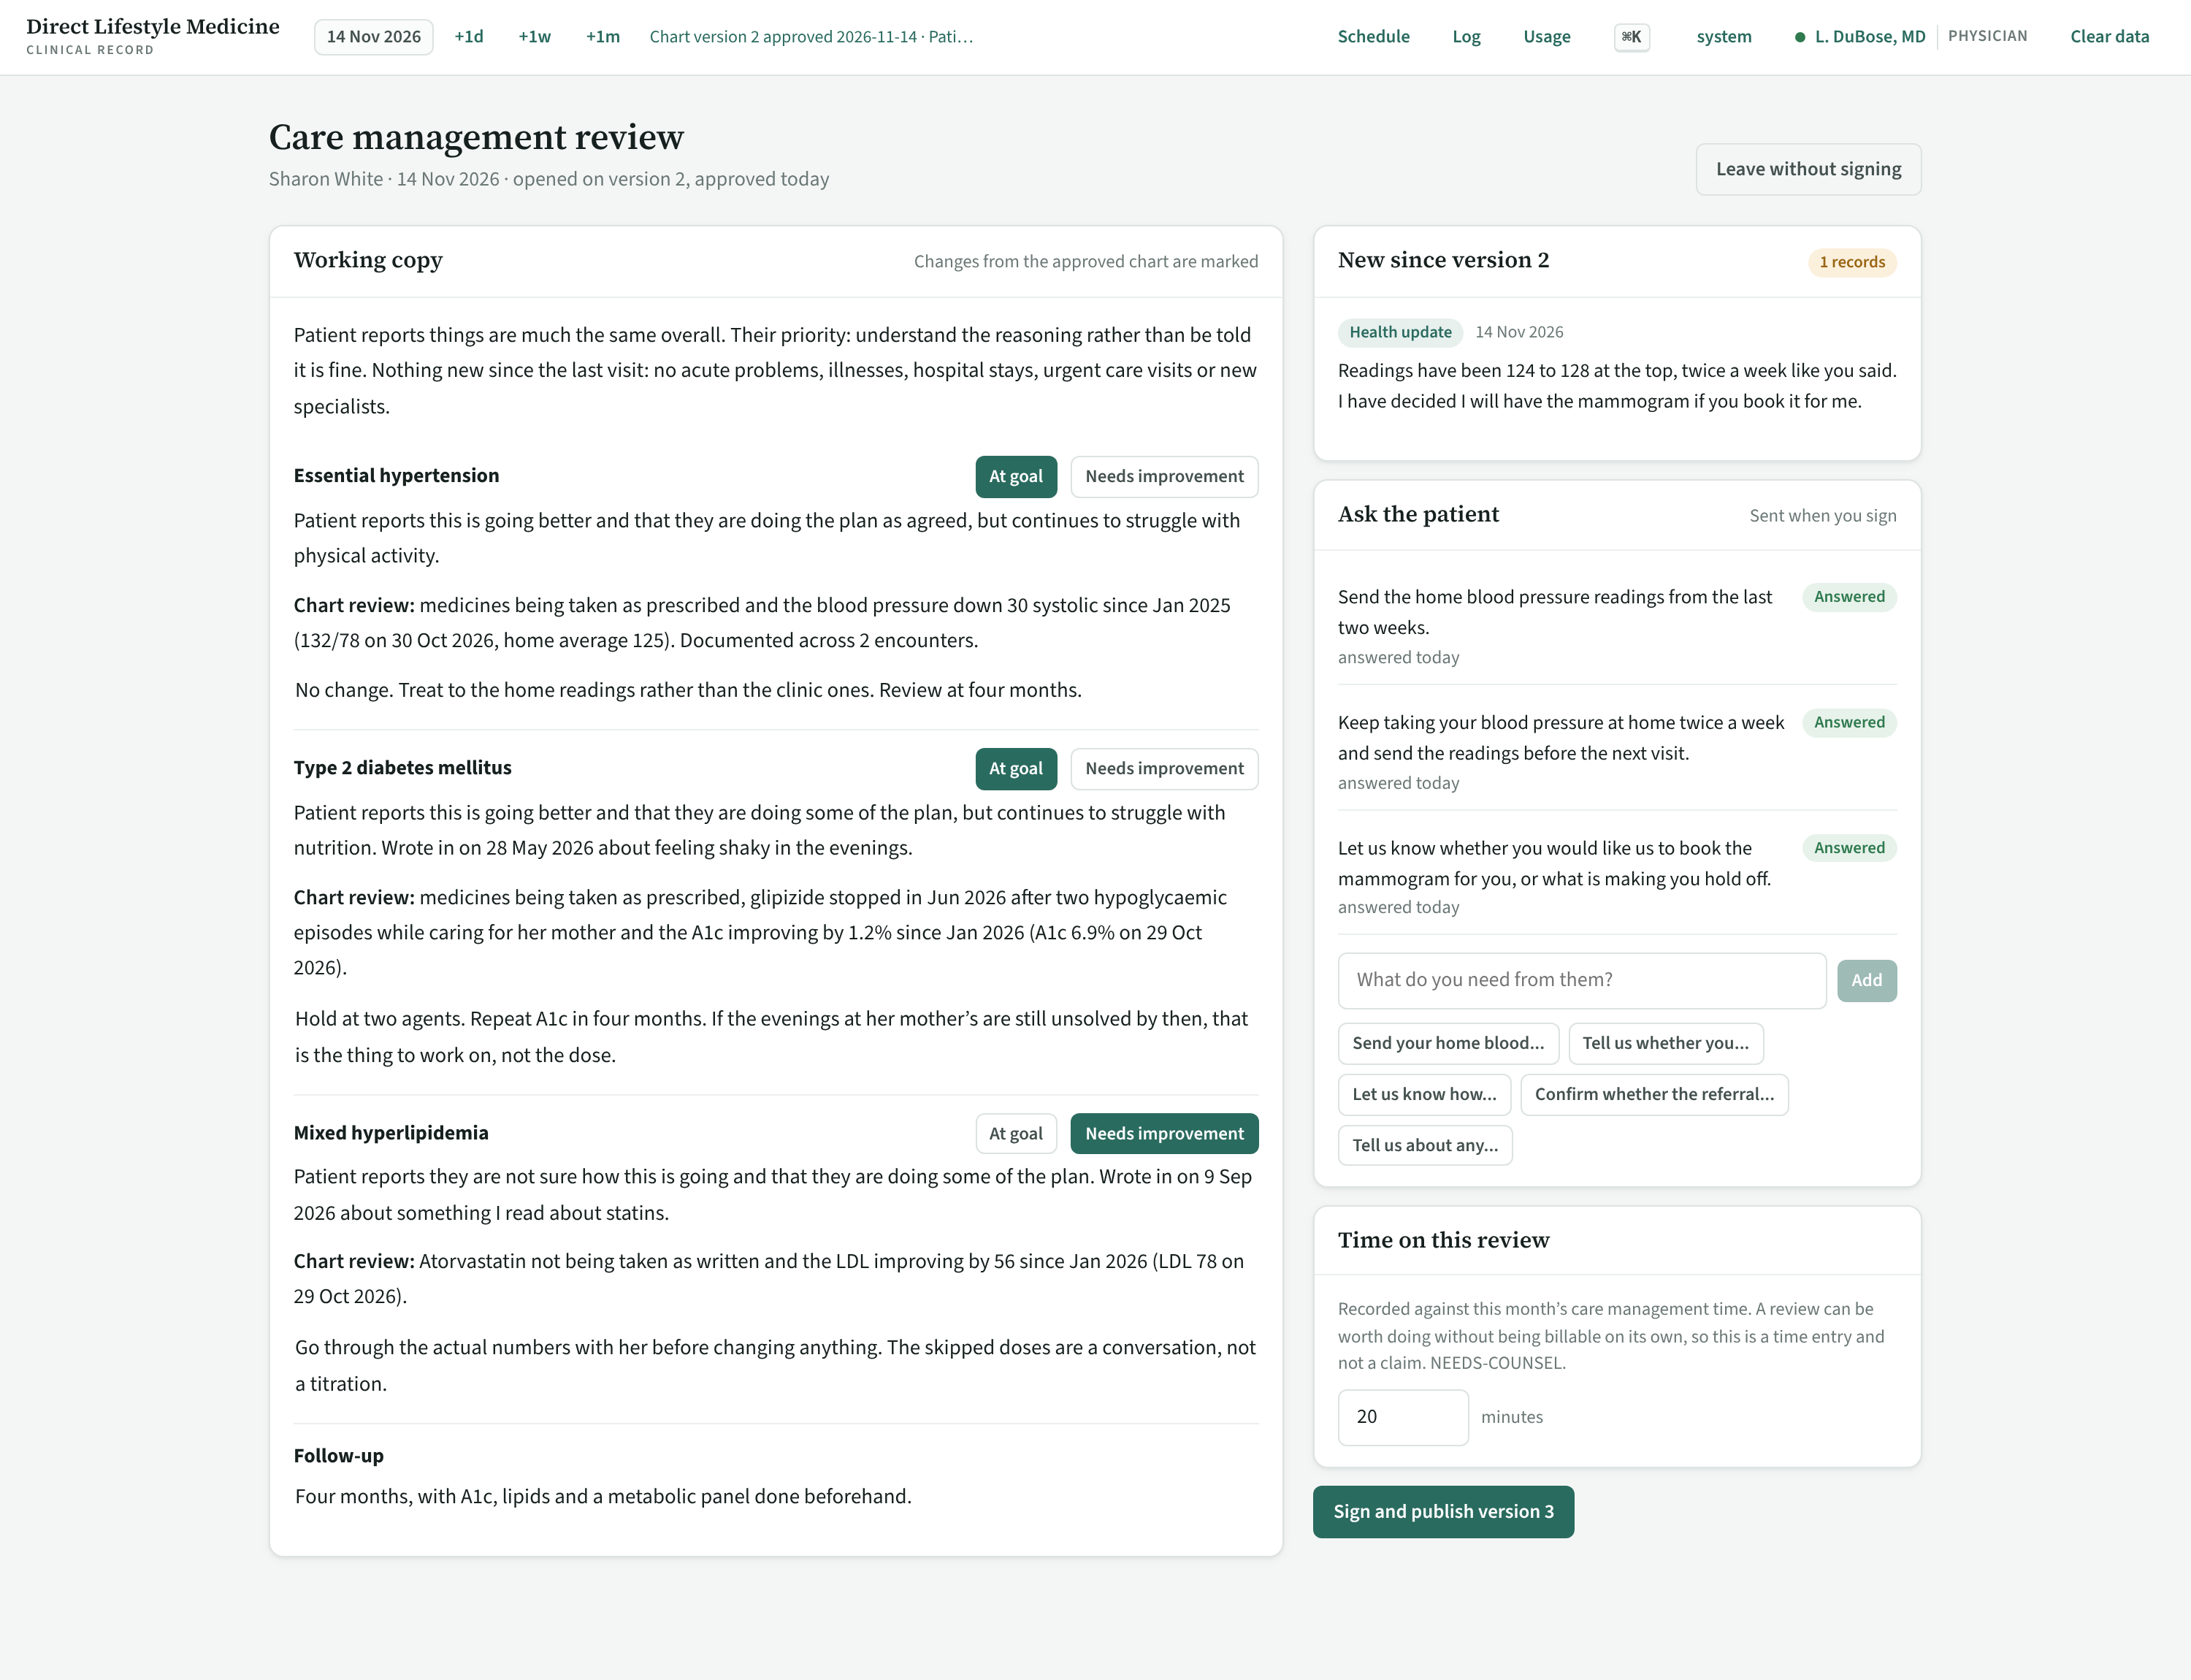 Direct Lifestyle Medicine
CLINICAL RECORD
14 Nov 2026
+1d
+1w
+1m
Chart version 2 approved 2026-11-14 · Pati…
Schedule
Log
Usage
⌘K
system
L. DuBose, MD
PHYSICIAN
Clear data
Care management review
Sharon White · 14 Nov 2026 · opened on version 2, approved today
Leave without signing
Working copy
Changes from the approved chart are marked
Patient reports things are much the same overall. Their priority: understand the reasoning rather than be told
it is fine. Nothing new since the last visit: no acute problems, illnesses, hospital stays, urgent care visits or new
specialists.
Essential hypertension
At goal
Needs improvement
Patient reports this is going better and that they are doing the plan as agreed, but continues to struggle with
physical activity.
Chart review: medicines being taken as prescribed and the blood pressure down 30 systolic since Jan 2025
(132/78 on 30 Oct 2026, home average 125). Documented across 2 encounters.
No change. Treat to the home readings rather than the clinic ones. Review at four months.
Type 2 diabetes mellitus
At goal
Needs improvement
Patient reports this is going better and that they are doing some of the plan, but continues to struggle with
nutrition. Wrote in on 28 May 2026 about feeling shaky in the evenings.
Chart review: medicines being taken as prescribed, glipizide stopped in Jun 2026 after two hypoglycaemic
episodes while caring for her mother and the A1c improving by 1.2% since Jan 2026 (A1c 6.9% on 29 Oct
2026).
Hold at two agents. Repeat A1c in four months. If the evenings at her mother’s are still unsolved by then, that
is the thing to work on, not the dose.
Mixed hyperlipidemia
At goal
Needs improvement
Patient reports they are not sure how this is going and that they are doing some of the plan. Wrote in on 9 Sep
2026 about something I read about statins.
Chart review: Atorvastatin not being taken as written and the LDL improving by 56 since Jan 2026 (LDL 78 on
29 Oct 2026).
Go through the actual numbers with her before changing anything. The skipped doses are a conversation, not
a titration.
Follow-up
Four months, with A1c, lipids and a metabolic panel done beforehand.
New since version 2
1 records
Health update
14 Nov 2026
Readings have been 124 to 128 at the top, twice a week like you said.
I have decided I will have the mammogram if you book it for me.
Ask the patient
Sent when you sign
Send the home blood pressure readings from the last
two weeks.
Answered
answered today
Keep taking your blood pressure at home twice a week
and send the readings before the next visit.
Answered
answered today
Let us know whether you would like us to book the
mammogram for you, or what is making you hold off.
Answered
answered today
What do you need from them?
Add
Send your home blood...
Tell us whether you...
Let us know how...
Confirm whether the referral...
Tell us about any...
Time on this review
Recorded against this month’s care management time. A review can be
worth doing without being billable on its own, so this is a time entry and
not a claim. NEEDS-COUNSEL.
20
minutes
Sign and publish version 3